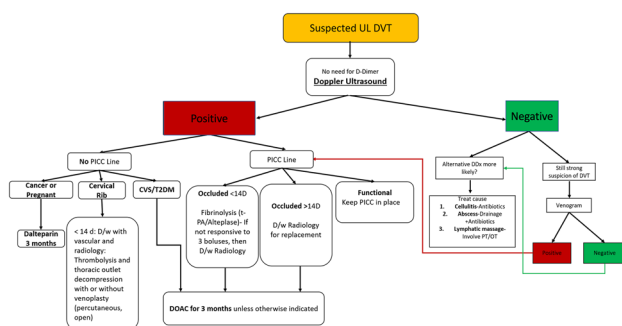 Suspected UL DVT
No need for D-Dimer
Doppler Ultrasound
Positive
Negative
No PICC Line
PICC Line
Alternative DDx more
likely?
Still strong
suspicion of DVT
Cancer or
Pregnant
Cervical
Rib
CVS/T2DM
Occluded <14D
Fibrinolysis (t-
PA/Alteplase)- If
not responsive to
3 boluses, then
D/w Radiology
Occluded >14D
D/w Radiology
for replacement
Functional
Keep PICC in place
Treat cause
1. Cellulitis-Antibiotics
2. Abscess-Drainage
+Antibiotics
3. Lymphatic massage-
Involve PT/OT
Venogram
Dalteparin
3 months
< 14 d: D/w with
vascular and
radiology:
Thrombolysis and
thoracic outlet
decompression
with or without
venoplasty
(percutaneous,
open)
Positive
Negative
DOAC for 3 months unless otherwise indicated